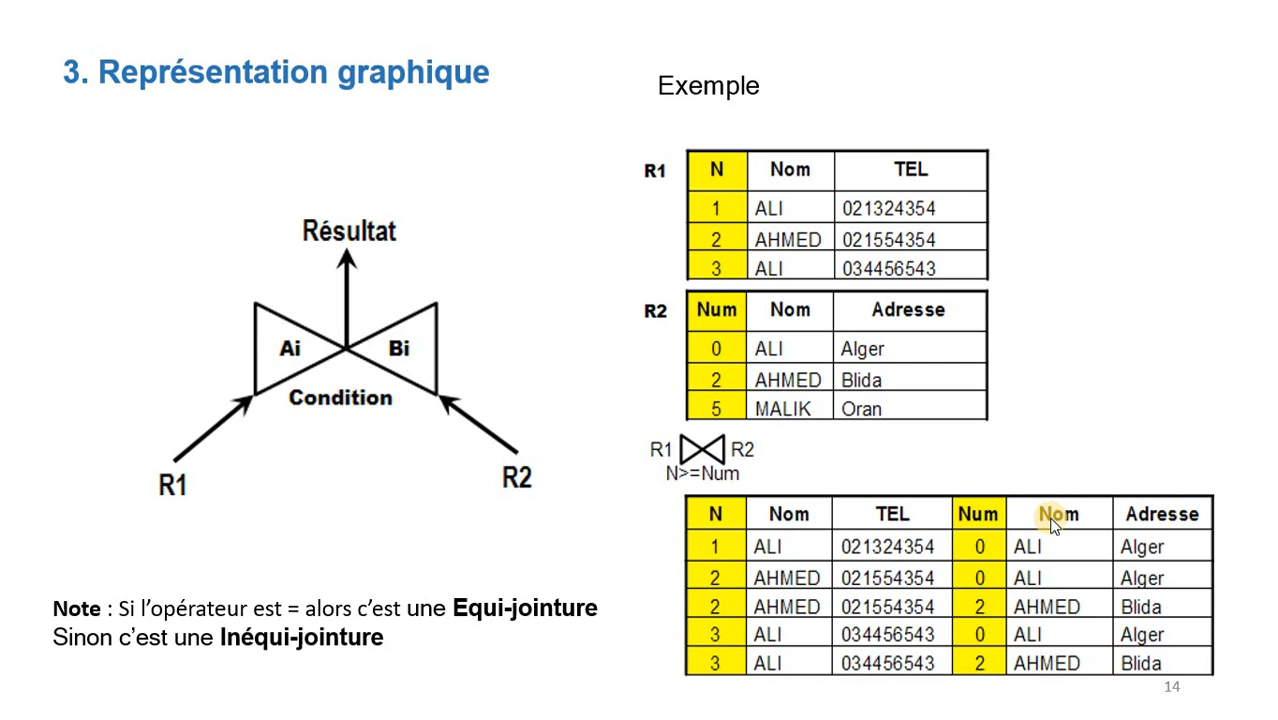 3. Représentation graphique
Exemple
Résultat
Ai Bi
Condition
R1 R2
Note : Si l’opérateur est = alors c’est une Equi-jointure
Sinon c’est une Inéqui-jointure
R1
N Nom TEL
1 ALI 021324354
2 AHMED 021554354
3 ALI 034456543
R2
Num Nom Adresse
0 ALI Alger
2 AHMED Blida
5 MALIK Oran
R1 R2
N>=Num
N Nom TEL Num Nom Adresse
1 ALI 021324354 0 ALI Alger
2 AHMED 021554354 0 ALI Alger
2 AHMED 021554354 2 AHMED Blida
3 ALI 034456543 0 ALI Alger
3 ALI 034456543 2 AHMED Blida
14